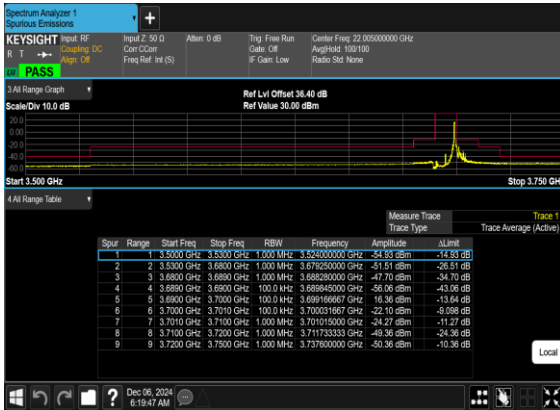 Spectrum Analyzer 1
Spurious Emissions
KEYSIGHT Input: RF Input Z: 50 Ω Atten: 0 dB Trig: Free Run Center Freq: 22.005000000 GHz
R T Coupling: DC Corr CCorr Gate: Off Avg|Hold: 100/100
Align: Off Freq Ref: Int (S) IF Gain: Low Radio Std: None
PASS
3 All Range Graph
Scale/Div 10.0 dB Ref Lvl Offset 36.40 dB
Ref Value 30.00 dBm
20.0
0.00
-20.0
-40.0
-60.0
Start 3.500 GHz Stop 3.750 GH
4 All Range Table
Measure Trace Trace 1
Trace Type Trace Average (Active)
Spur Range Start Freq Stop Freq RBW Frequency Amplitude ΔLimit
1 1 3.5000 GHz 3.5300 GHz 1.000 MHz 3.524000000 GHz -54.93 dBm -14.93 dB
2 2 3.5300 GHz 3.6800 GHz 1.000 MHz 3.679250000 GHz -51.51 dBm -26.51 dB
3 3 3.6800 GHz 3.6890 GHz 1.000 MHz 3.688280000 GHz -47.70 dBm -34.70 dB
4 4 3.6890 GHz 3.6900 GHz 100.0 kHz 3.689845000 GHz -56.06 dBm -43.06 dB
5 5 3.6900 GHz 3.7000 GHz 100.0 kHz 3.699166667 GHz 16.36 dBm -13.64 dB
6 6 3.7000 GHz 3.7010 GHz 100.0 kHz 3.700031667 GHz -22.10 dBm -9.098 dB
7 7 3.7010 GHz 3.7100 GHz 1.000 MHz 3.701015000 GHz -24.27 dBm -11.27 dB
8 8 3.7100 GHz 3.7200 GHz 1.000 MHz 3.711733333 GHz -49.36 dBm -24.36 dB
9 9 3.7200 GHz 3.7500 GHz 1.000 MHz 3.737600000 GHz -50.36 dBm -10.36 dB
Local
Dec 06, 2024
6:19:47 AM